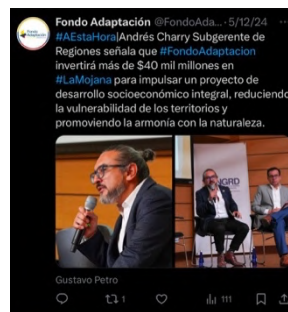 Fondo Adaptación @FondoAda... · 5/12/24
#AEstaHora|Andrés Charry Subgerente de
Regiones señala que #FondoAdaptacion
invertirá más de $40 mil millones en
#LaMojana para impulsar un proyecto de
desarrollo socioeconómico integral, reduciendo
la vulnerabilidad de los territorios y
promoviendo la armonía con la naturaleza.
NGRD
Gustavo Petro
1
111